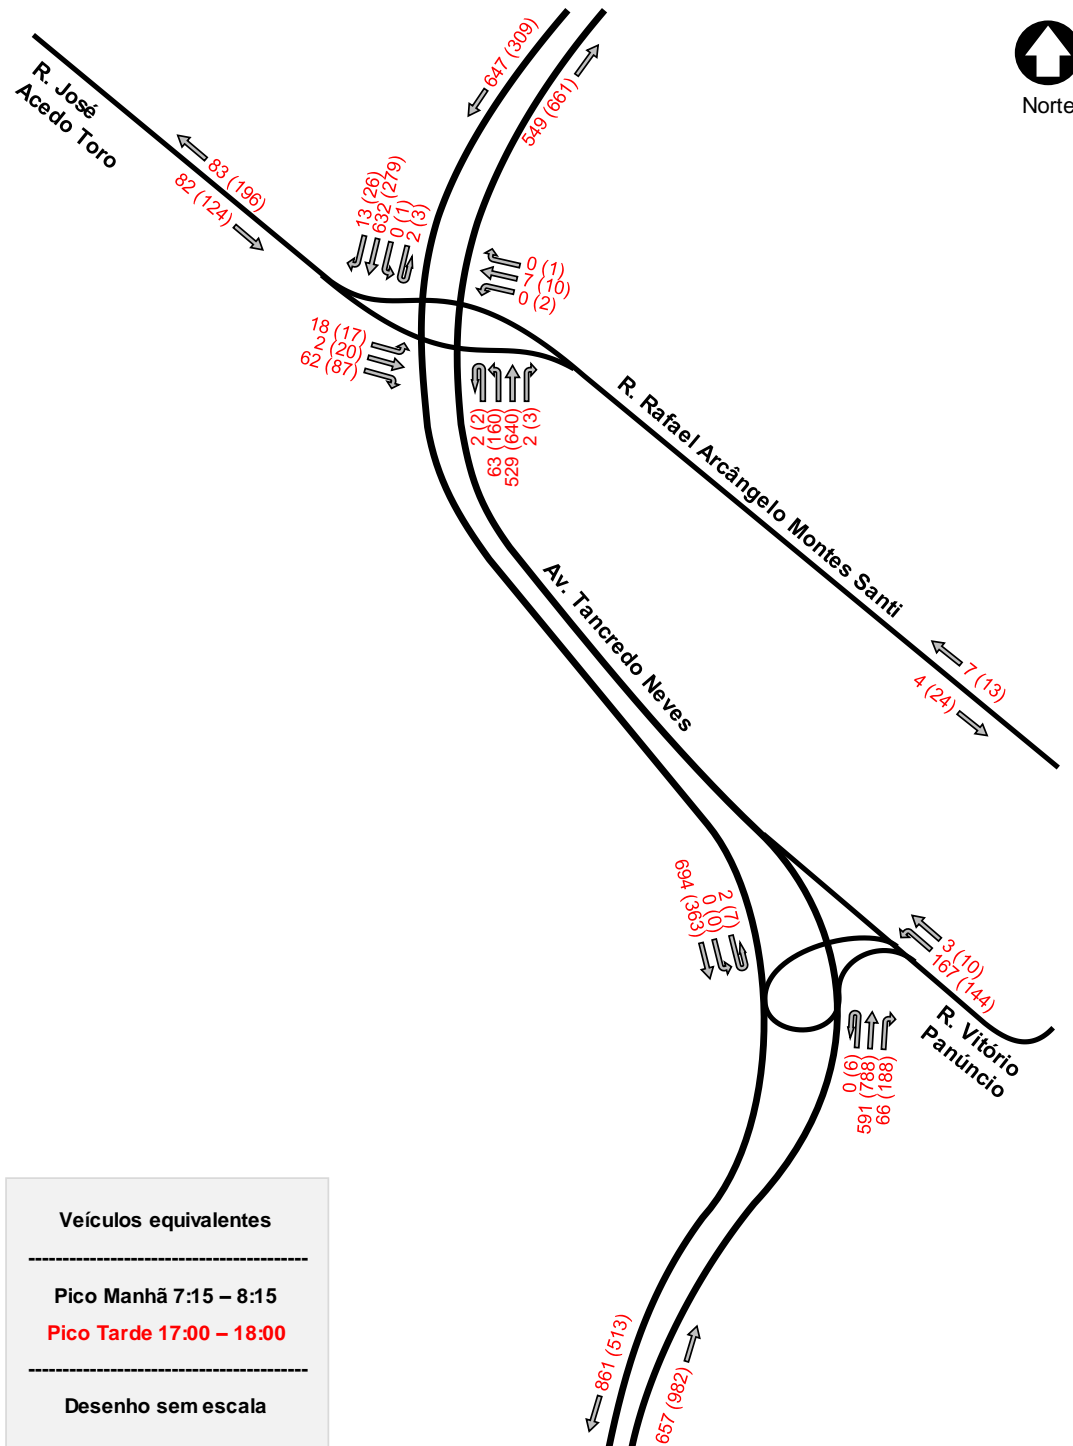 647 (309)
549 (661)
Norte
R. José
Acedo Toro
83 (196)
82 (124)
13 (26)
632 (279)
0 (1)
2 (3)
0 (1)
7 (10)
0 (2)
18 (17)
2 (20)
62 (87)
2 (2)
63 (160)
529 (640)
2 (3)
R. Rafael Arcângelo Montes Santi
Av. Tancredo Neves
7 (13)
4 (24)
694 (363)
0 (0)
2 (7)
3 (10)
167 (144)
R. Vitório
Panúncio
0 (6)
591 (788)
66 (188)
861 (513)
657 (982)
Veículos equivalentes
----------------------------------------
Pico Manhã 7:15 – 8:15
Pico Tarde 17:00 – 18:00
----------------------------------------
Desenho sem escala